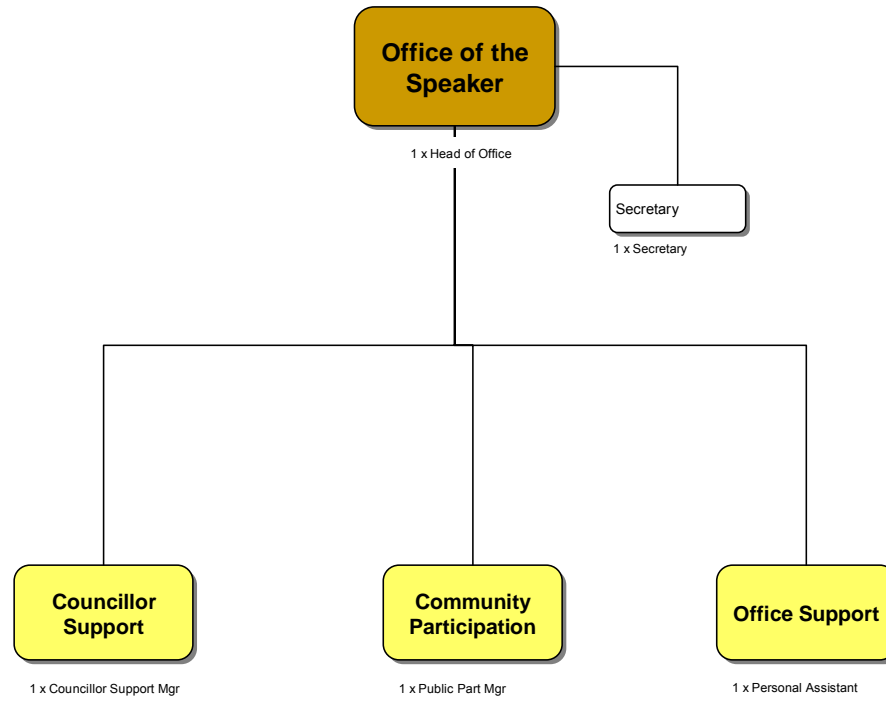 Office of the
Speaker
1 x Head of Office
Secretary
1 x Secretary
Councillor
Support
Community
Participation
Office Support
1 x Councillor Support Mgr
1 x Public Part Mgr
1 x Personal Assistant